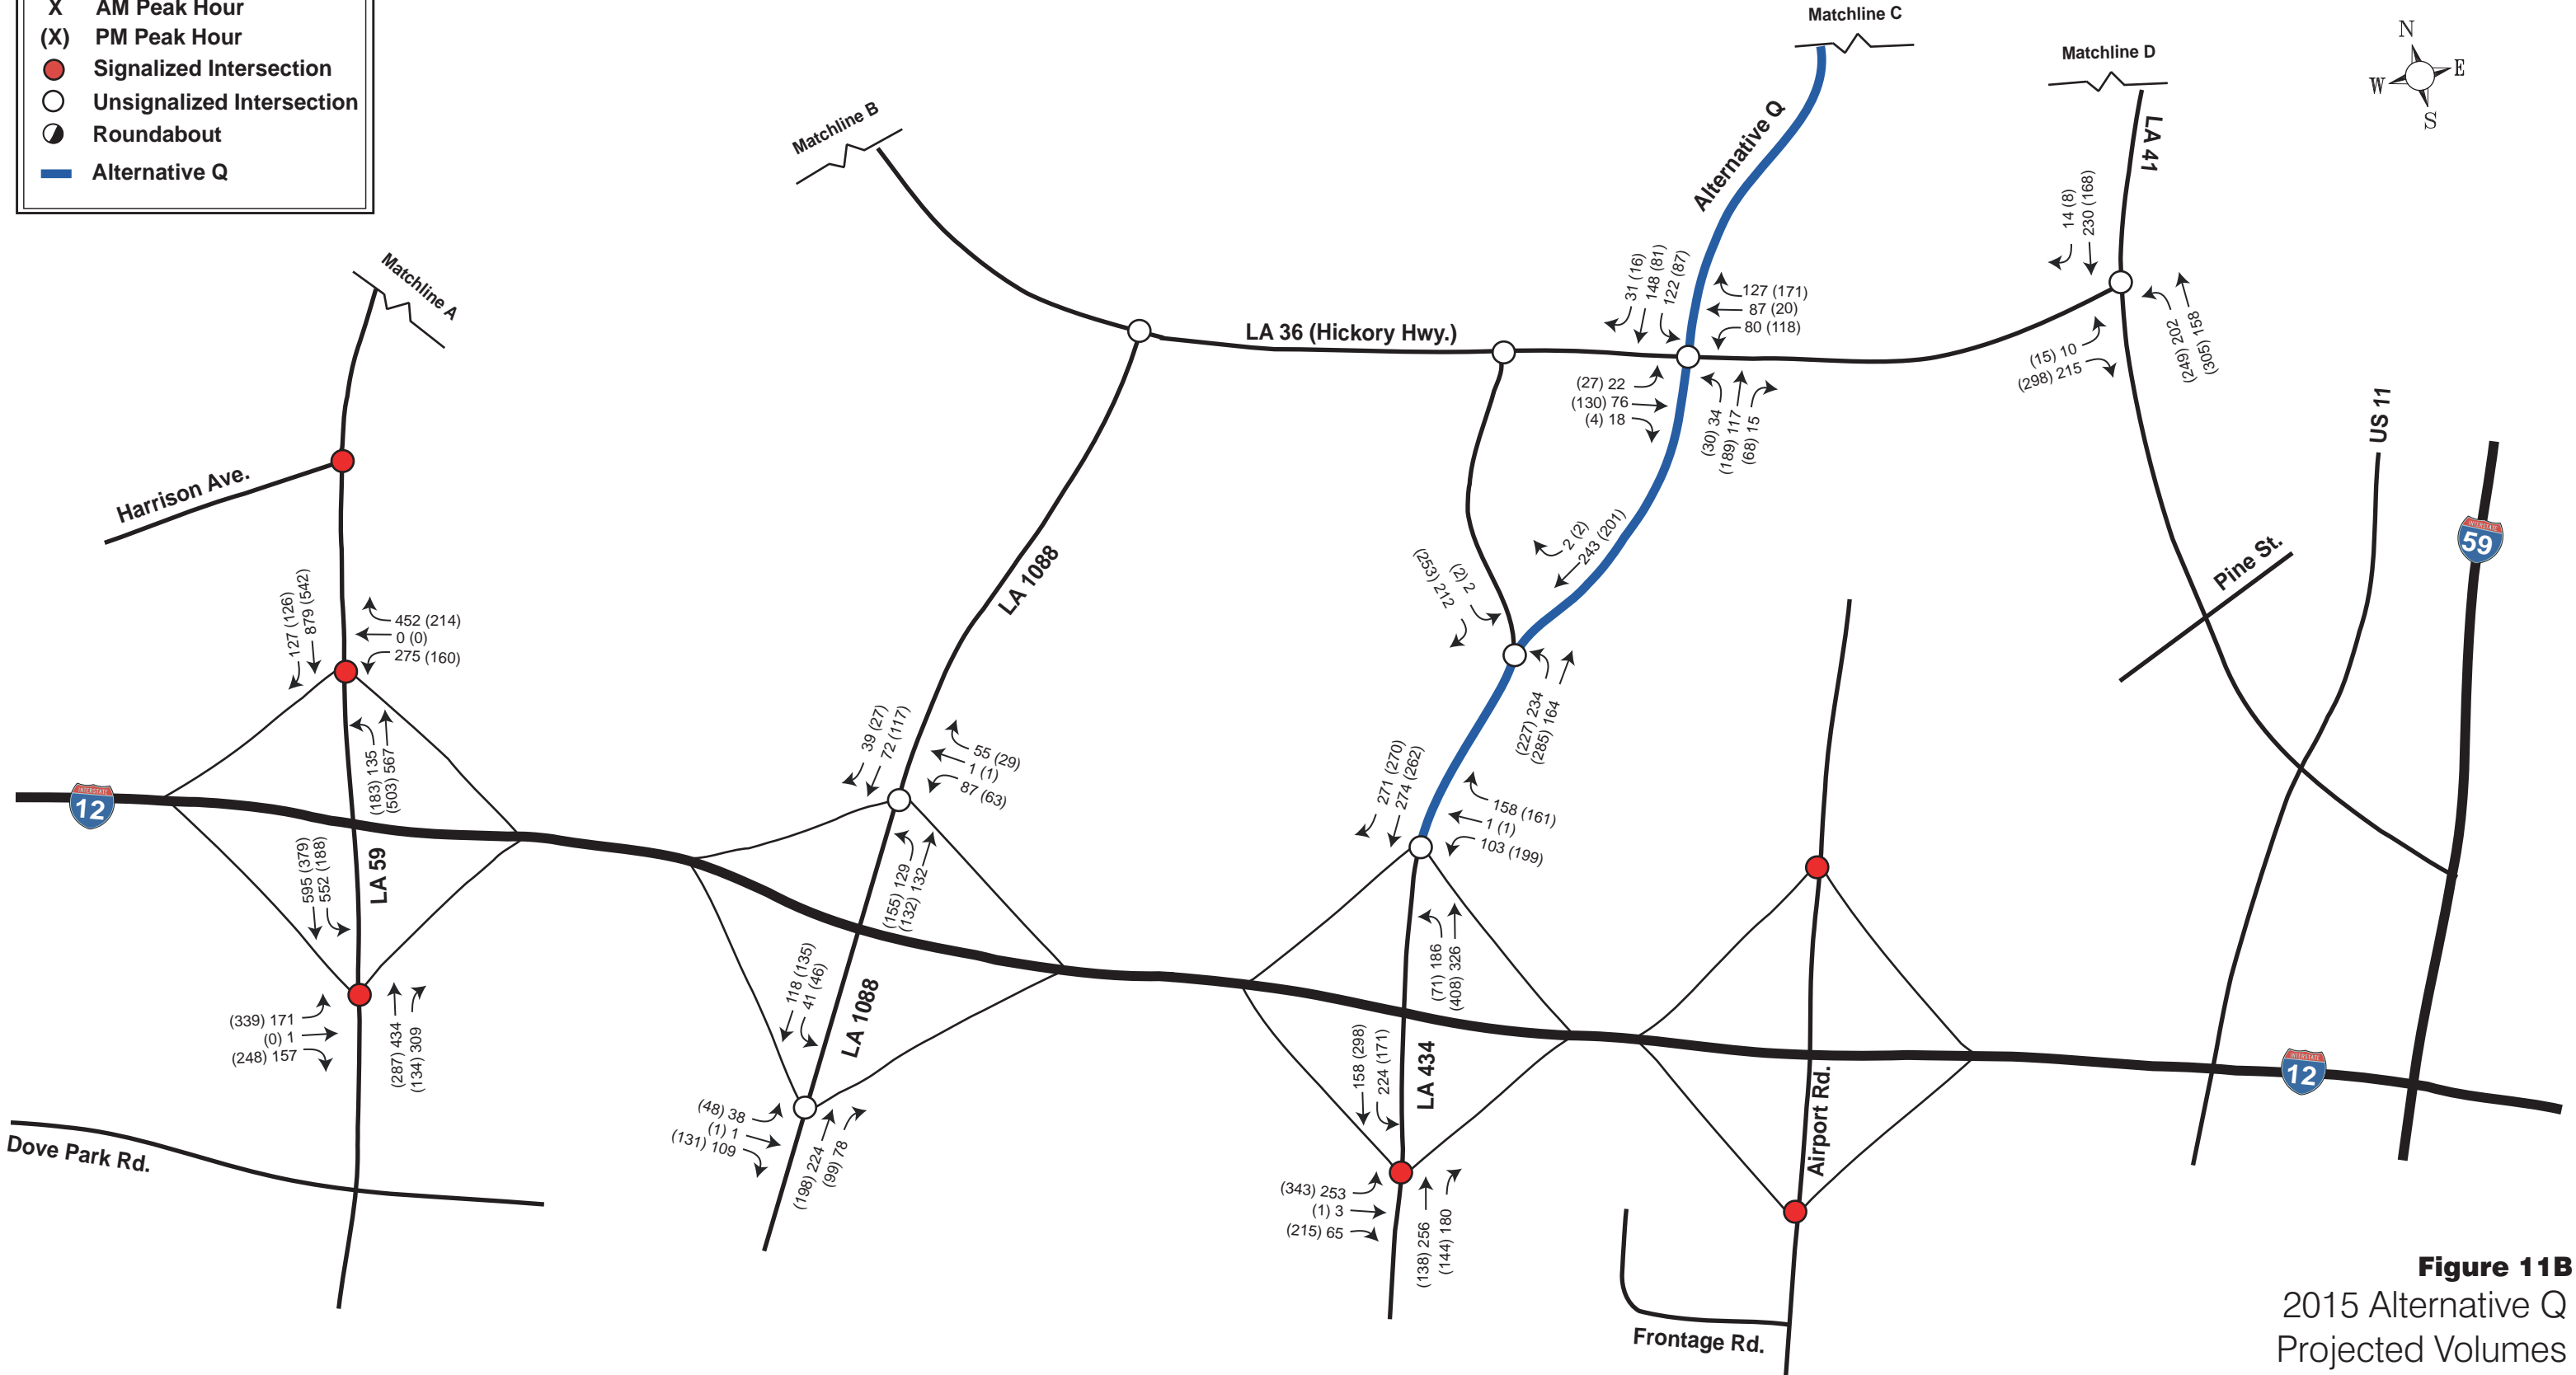 X AM Peak Hour
(X) PM Peak Hour
Signalized Intersection
Unsignalized Intersection
Roundabout
Alternative Q
Matchline C
Matchline D
N
W E
S
Matchline B
Alternative Q
LA 41
14 (8)
230 (168)
Matchline A
31 (16)
148 (81)
122 (87)
127 (171)
87 (20)
80 (118)
LA 36 (Hickory Hwy.)
(27) 22
(130) 76
(4) 18
(30) 34
(189) 117
(68) 15
(15) 10
(298) 215
(249) 202
(305) 158
US 11
Harrison Ave.
INTERSTATE
59
Pine St.
2 (2)
243 (201)
(2) 2
(253) 212
LA 1088
127 (126)
879 (542)
452 (214)
0 (0)
275 (160)
(227) 234
(285) 164
39 (27)
72 (117)
55 (29)
1 (1)
87 (63)
271 (270)
274 (262)
158 (161)
1 (1)
103 (199)
(183) 135
(503) 567
INTERSTATE
12
595 (379)
552 (188)
LA 59
(155) 129
(132) 132
(71) 186
(408) 326
118 (135)
41 (46)
LA 1088
(339) 171
(0) 1
(248) 157
(287) 434
(134) 309
158 (298)
224 (171)
LA 434
Airport Rd.
INTERSTATE
12
Dove Park Rd.
(48) 38
(1) 1
(131) 109
(198) 224
(99) 78
(343) 253
(1) 3
(215) 65
(138) 256
(144) 180
Frontage Rd.
Figure 11B
2015 Alternative Q
Projected Volumes